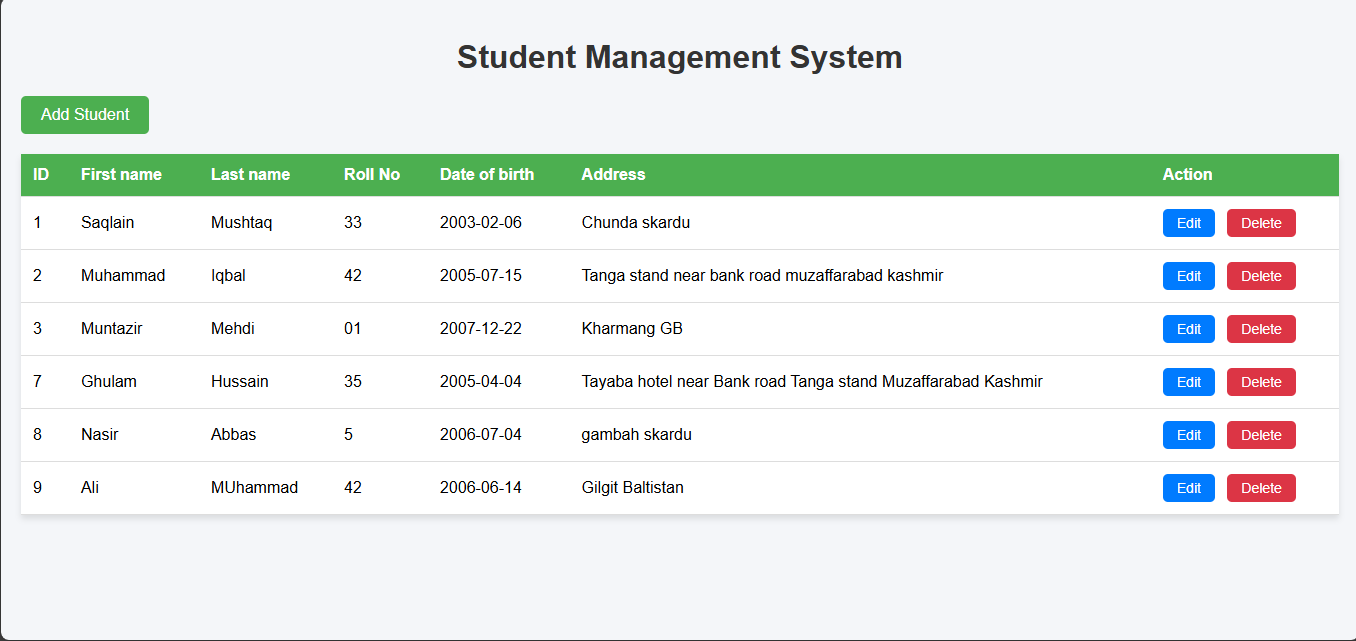 Student Management System
Add Student
ID First name Last name Roll No Date of birth Address Action
1 Saqlain Mushtaq 33 2003-02-06 Chunda skardu Edit Delete
2 Muhammad Iqbal 42 2005-07-15 Tanga stand near bank road muzaffarabad kashmir Edit Delete
3 Muntazir Mehdi 01 2007-12-22 Kharmang GB Edit Delete
7 Ghulam Hussain 35 2005-04-04 Tayaba hotel near Bank road Tanga stand Muzaffarabad Kashmir Edit Delete
8 Nasir Abbas 5 2006-07-04 gambah skardu Edit Delete
9 Ali MUhammad 42 2006-06-14 Gilgit Baltistan Edit Delete